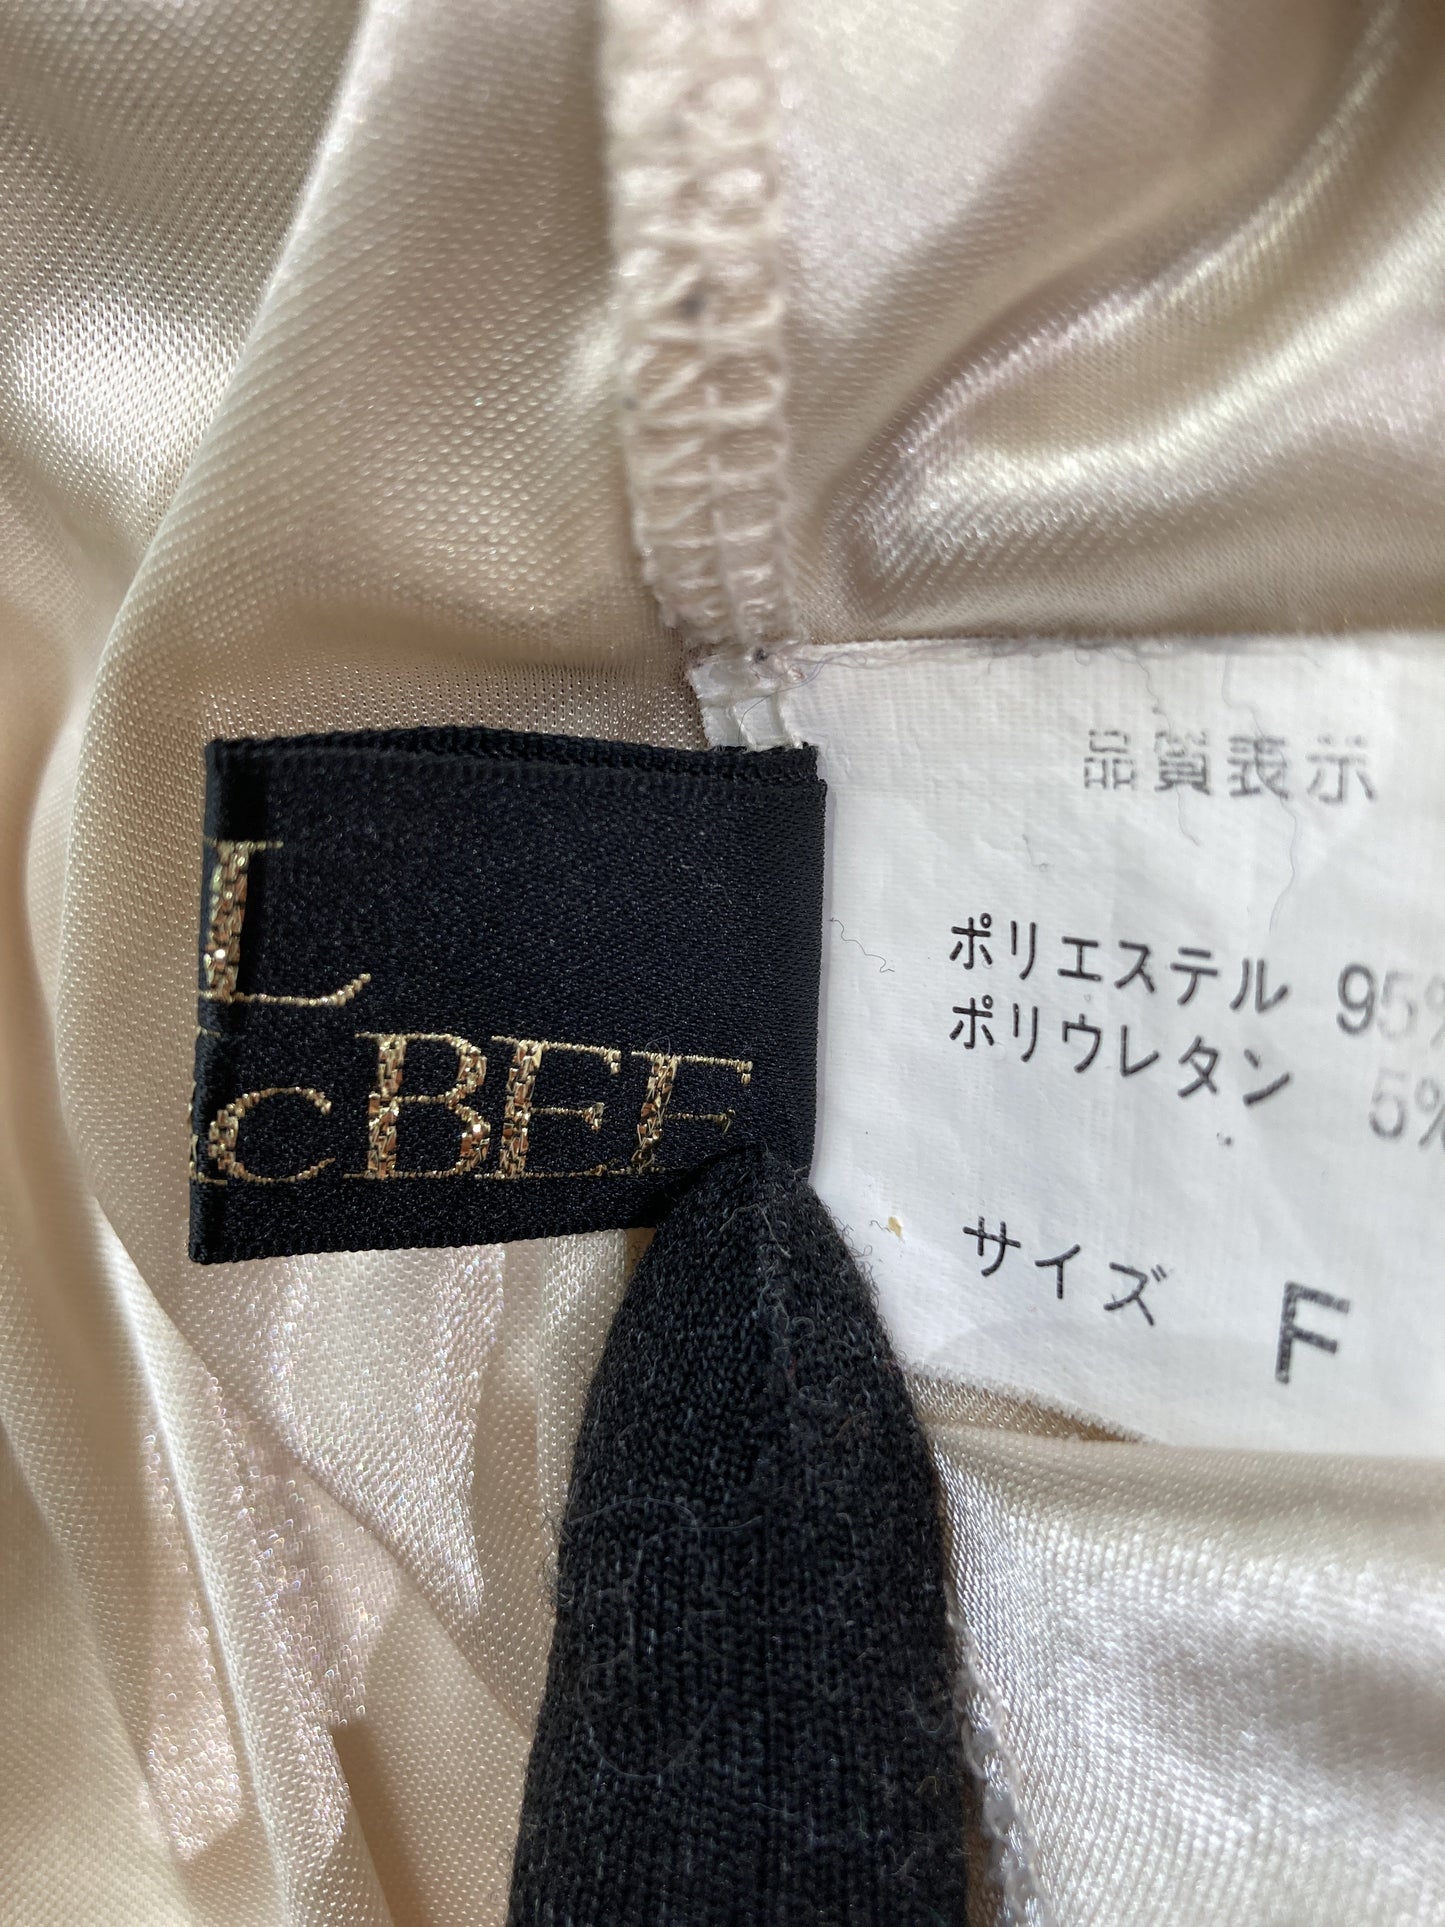 L
cBEE
品質表示
ポリエステル 95%
ポリウレタン 5%
サイズ F